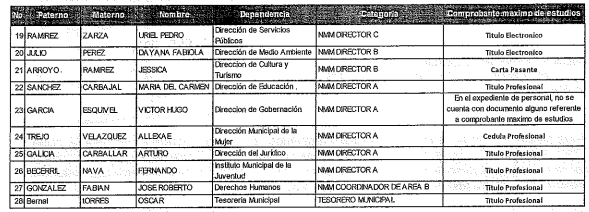 No Paterno Materno Nombre Dependencia Categoria Comprobante maximo de estudios
19 RAMIREZ ZARZA URIEL PEDRO Dirección de Servicios Públicos NMM DIRECTOR C Titulo Electronico
20 JULIO PEREZ DAYANA FABIOLA Dirección de Medio Ambiente NMM DIRECTOR B Titulo Electronico
21 ARROYO RAMIREZ JESSICA Direccion de Cultura y Turismo NMM DIRECTOR B Carta Pasante
22 SANCHEZ CARBAJAL MARIA DEL CARMEN Dirección de Educación NMM DIRECTOR A Titulo Profesional
23 GARCIA ESQUIVEL VICTOR HUGO Direccion de Gobernación NMM DIRECTOR A En el expediente de personal, no se cuenta con documento alguno referente a comprobante maximo de estudios
24 TREJO VELAZQUEZ ALLEXA E Dirección Municipal de la Mujer NMM DIRECTOR A Cedula Profesional
25 GALICIA CARBALLAR ARTURO Dirección del Jurídico NMM DIRECTOR A Titulo Profesional
26 BECERRIL NAVA FERNANDO Instituto Municipal de la Juventud NMM DIRECTOR A Titulo Profesional
27 GONZALEZ FABIAN JOSE ROBERTO Derechos Humanos NMM COORDINADOR DE AREA B Titulo Profesional
28 Bernal tORRES OSCAR Tesoreria Municipal TESORERO MUNICIPAL Titulo Profesional